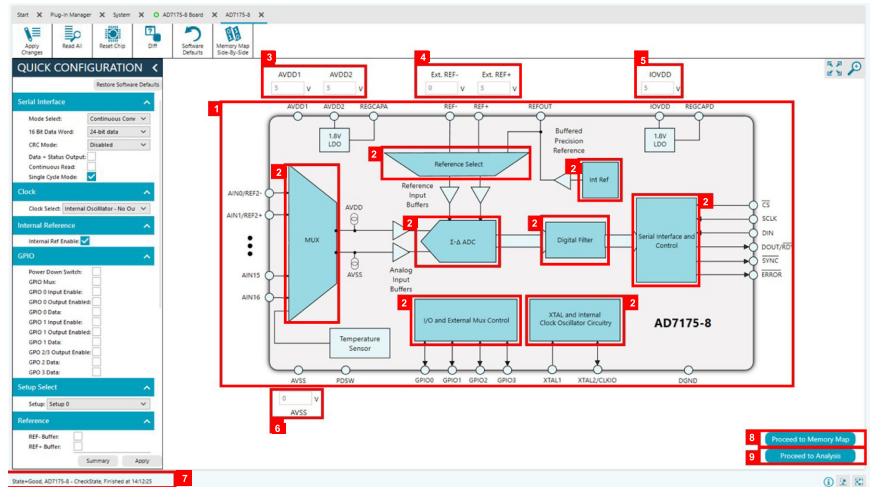 Start
Plug-in Manager
System
AD7175-8 Board
AD7175-8
Apply
Changes
Read All
Reset Chip
Diff
Software
Defaults
Memory Map
Side-By-Side
QUICK CONFIGURATION
Restore Software Defaults
Serial Interface
Mode Select: Continuous Conv
16 Bit Data Word: 24-bit data
CRC Mode: Disabled
Data + Status Output:
Continuous Read:
Single Cycle Mode:
Clock
Clock Select: Internal Oscillator - No Ou
Internal Reference
Internal Ref Enable:
GPIO
Power Down Switch:
GPIO Mux:
GPIO 0 Input Enable:
GPIO 0 Output Enabled:
GPIO 0 Data:
GPIO 1 Input Enable:
GPIO 1 Output Enabled:
GPIO 1 Data:
GPO 2/3 Output Enable:
GPO 2 Data:
GPO 3 Data:
Setup Select
Setup: Setup 0
Reference
REF- Buffer:
REF+ Buffer:
Summary
Apply
State=Good, AD7175-8 - CheckState, Finished at 14:12:25
7
3
AVDD1 AVDD2
5 V 5 V
4
Ext. REF- Ext. REF+
0 V 5 V
5
IOVDD
5 V
1
AVDD1 AVDD2 REGCAPA REF- REF+ REFOUT IOVDD REGCAPD
1.8V
LDO
2
Reference Select
Buffered
Precision
Reference
1.8V
LDO
2
Int Ref
2
MUX
AIN0/REF2-
AIN1/REF2+
AIN15
AIN16
AVDD
AVSS
Reference
Input
Buffers
Analog
Input
Buffers
2
Σ-Δ ADC
2
Digital Filter
2
Serial Interface and
Control
CS
SCLK
DIN
DOUT/RDY
SYNC
ERROR
2
I/O and External Mux Control
2
XTAL and Internal
Clock Oscillator Circuitry
AD7175-8
Temperature
Sensor
AVSS PDSW GPIO0 GPIO1 GPIO2 GPIO3 XTAL1 XTAL2/CLKIO DGND
0 V
AVSS
6
8
Proceed to Memory Map
9
Proceed to Analysis